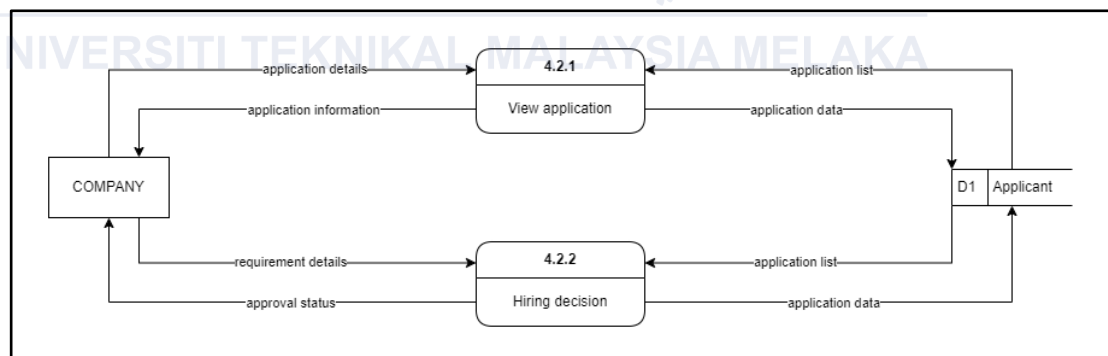 NIVERSITI TEKNIKAL MALAYSIA MELAKA
4.2.1
application details
application list
application information
View application
application data
COMPANY
D1 Applicant
4.2.2
requirement details
application list
approval status
Hiring decision
application data